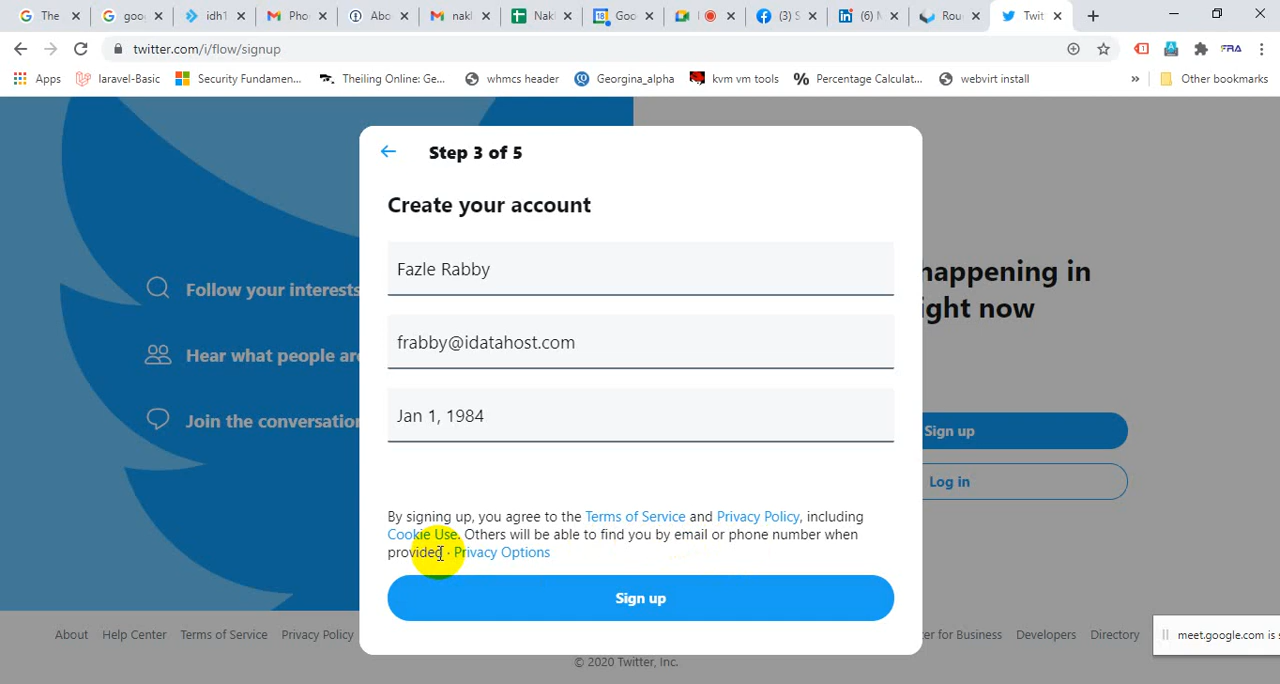 The
goo
idh1
Pho
Abo
nakl
Naki
Goo
(3) S
(6) M
Rou
Twit
twitter.com/i/flow/signup
Apps
laravel-Basic
Security Fundamen...
Theiling Online: Ge...
whmcs header
Georgina_alpha
kvm vm tools
Percentage Calculat...
webvirt install
»
Other bookmarks
Step 3 of 5
Create your account
Fazle Rabby
frabby@idatahost.com
Jan 1, 1984
By signing up, you agree to the Terms of Service and Privacy Policy, including
Cookie Use. Others will be able to find you by email or phone number when
provided · Privacy Options
Sign up
Follow your interests
Hear what people are
Join the conversation
happening in
ight now
Sign up
Log in
About Help Center Terms of Service Privacy Policy
er for Business Developers Directory
© 2020 Twitter, Inc.
meet.google.com is s